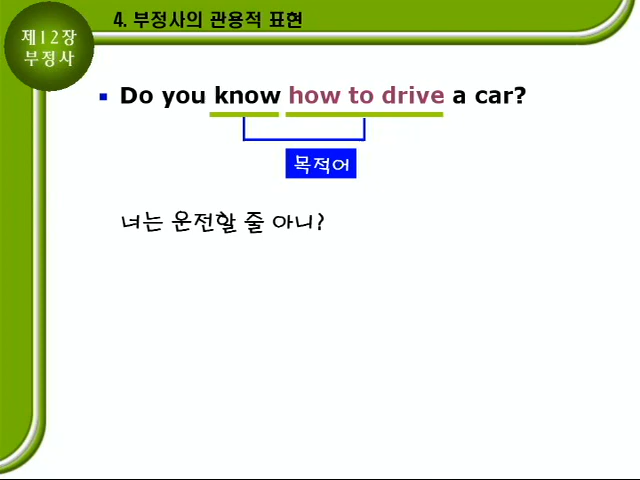 4. 부정사의 관용적 표현
제12장
부정사
Do you know how to drive a car?
목적어
너는 운전할 줄 아니?